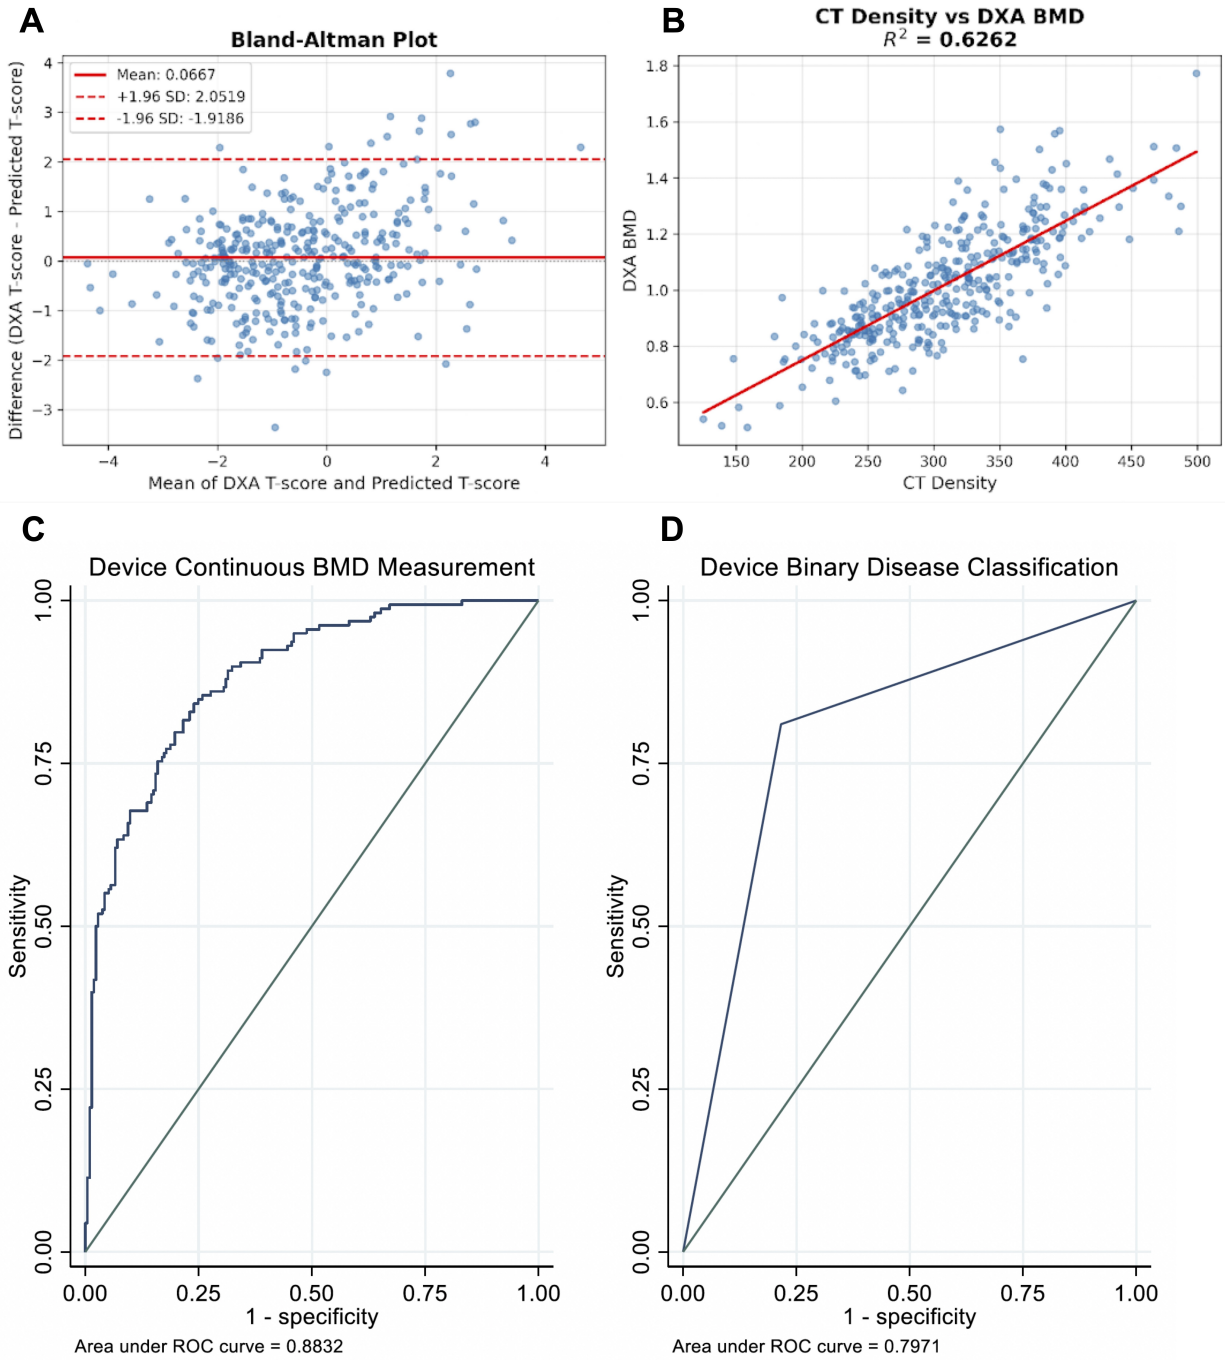 A
Bland-Altman Plot
Difference (DXA T-score - Predicted T-score)
4
3
2
1
0
−1
−2
−3
Mean: 0.0667
+1.96 SD: 2.0519
-1.96 SD: -1.9186
−4
−2
0
2
4
Mean of DXA T-score and Predicted T-score
B
CT Density vs DXA BMD
R² = 0.6262
DXA BMD
1.8
1.6
1.4
1.2
1.0
0.8
0.6
150
200
250
300
350
400
450
500
CT Density
C
Device Continuous BMD Measurement
Sensitivity
1.00
0.75
0.50
0.25
0.00
0.00
0.25
0.50
0.75
1.00
1 - specificity
Area under ROC curve = 0.8832
D
Device Binary Disease Classification
Sensitivity
1.00
0.75
0.50
0.25
0.00
0.00
0.25
0.50
0.75
1.00
1 - specificity
Area under ROC curve = 0.7971